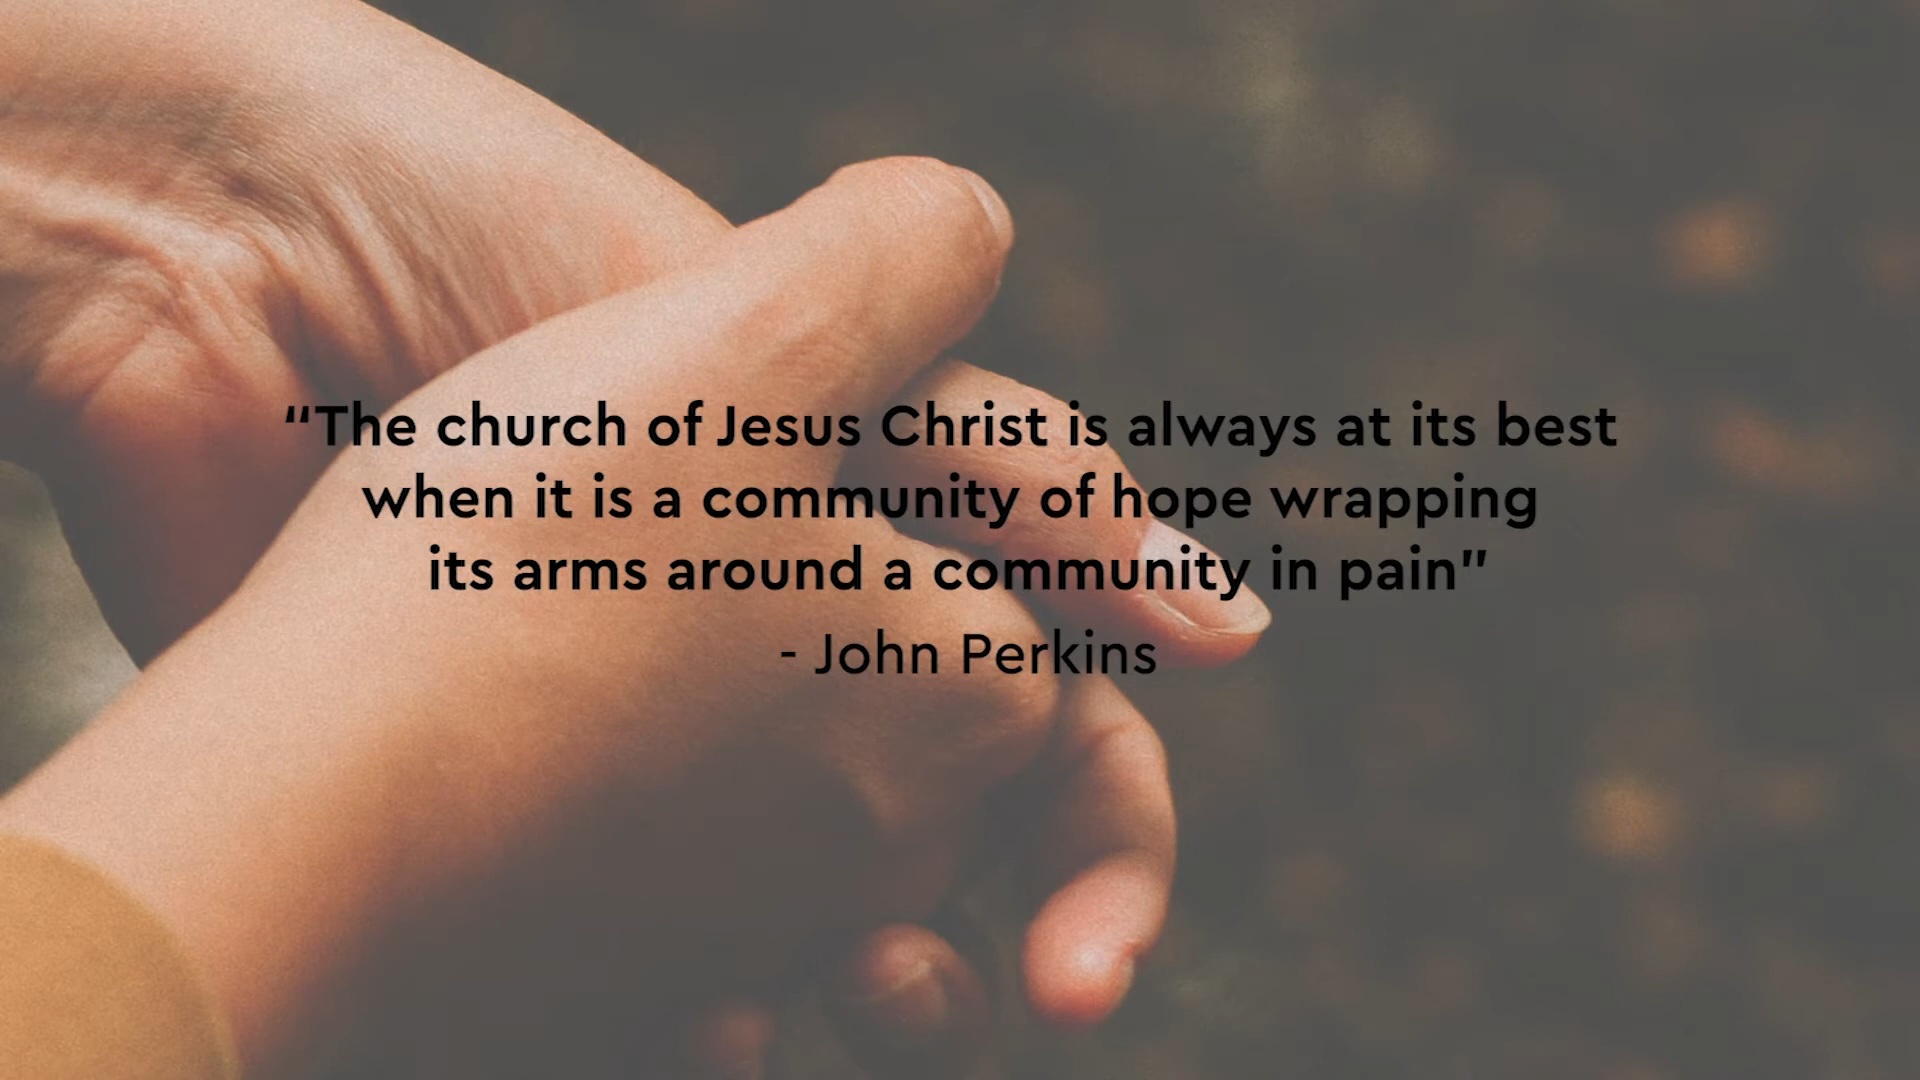 “The church of Jesus Christ is always at its best
when it is a community of hope wrapping
its arms around a community in pain”
- John Perkins